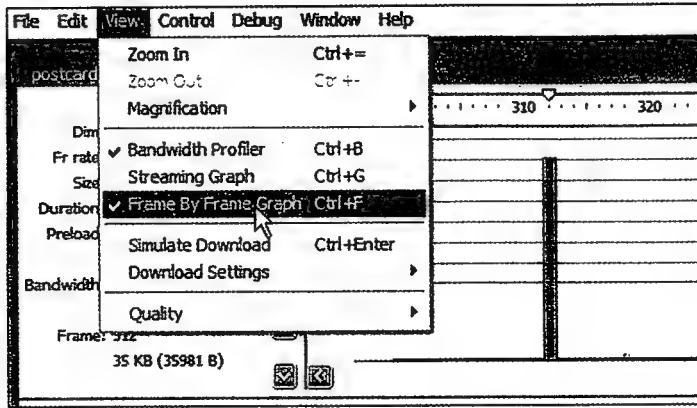 File Edit View Control Debug Window Help
postcard
Zoom In Ctrl+=
Zoom Out Ctrl+-
Magnification
310 320
Dim
Bandwidth Profiler Ctrl+B
Fr rate
Streaming Graph Ctrl+G
Size
Frame By Frame Graph Ctrl+F
Duration
Preload
Simulate Download Ctrl+Enter
Download Settings
Bandwidth
Quality
Frame: 312
35 KB (35981 B)